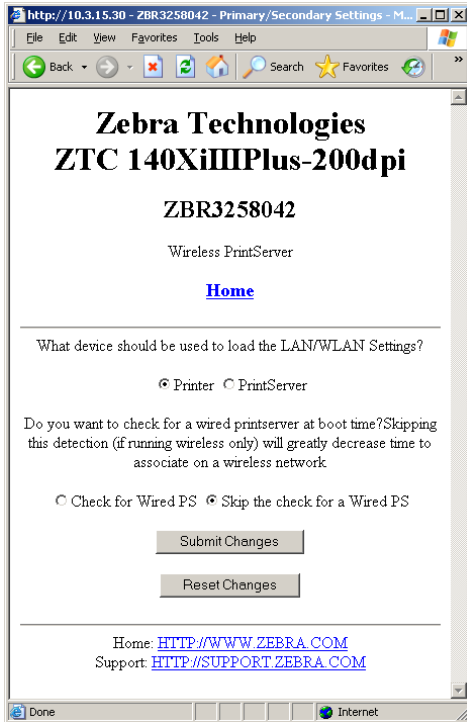 http://10.3.15.30 - ZBR3258042 - Primary/Secondary Settings - M...
File Edit View Favorites Tools Help
Back Search Favorites »
Zebra Technologies
ZTC 140XiIIIPlus-200dpi
ZBR3258042
Wireless PrintServer
Home
What device should be used to load the LAN/WLAN Settings?
Printer PrintServer
Do you want to check for a wired printserver at boot time?Skipping
this detection (if running wireless only) will greatly decrease time to
associate on a wireless network
Check for Wired PS Skip the check for a Wired PS
Submit Changes
Reset Changes
Home: HTTP://WWW.ZEBRA.COM
Support: HTTP://SUPPORT.ZEBRA.COM
Done Internet